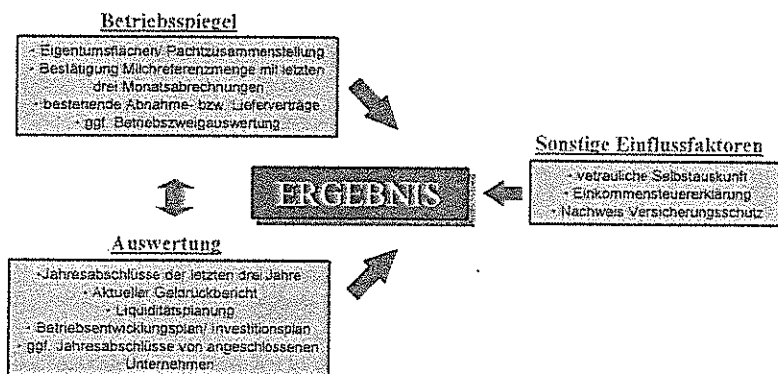 Betriebsspiegel
- Eigentumsflächen/ Pachtzusammenstellung
- Bestätigung Milchreferenzmenge mit letzten
drei Monatsabrechnungen
- bestehende Abnahme- bzw. Lieferverträge
- ggf. Betriebszweigauswertung
Sonstige Einflussfaktoren
- vetrauliche Selbstauskunft
- Einkommensteuererklärung
- Nachweis Versicherungsschutz
ERGEBNIS
Auswertung
- Jahresabschlüsse der letzten drei Jahre
- Aktueller Geldrückbericht
- Liquiditätsplanung
- Betriebsentwicklungsplan/ Investitionsplan
- ggf. Jahresabschlüsse von angeschlossenen
Unternehmen